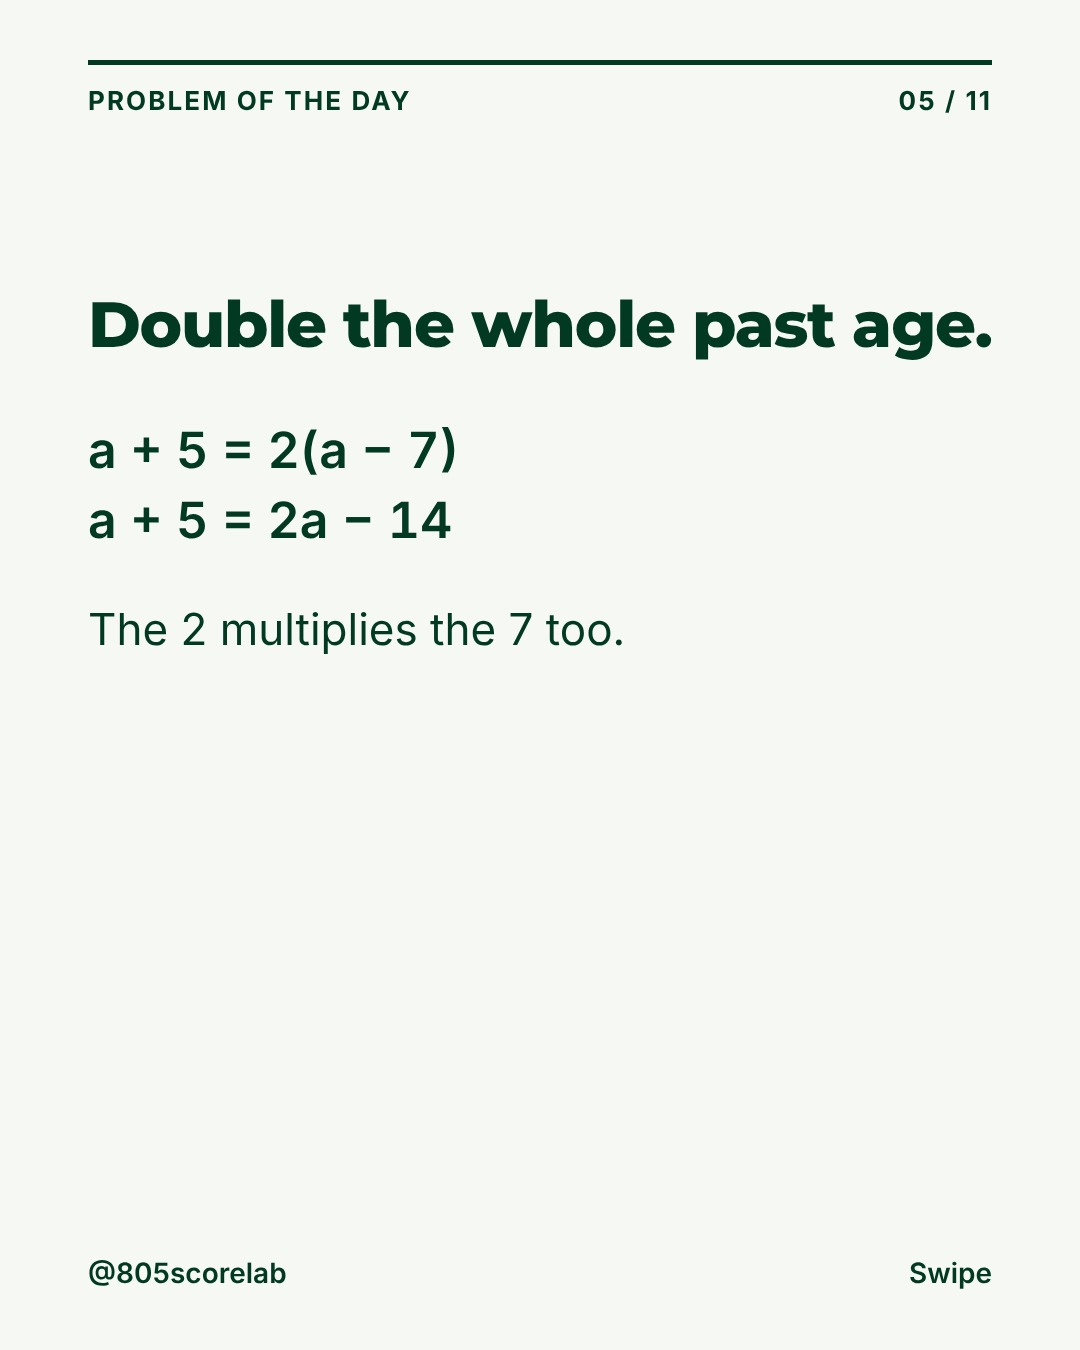 PROBLEM OF THE DAY
05 / 11
Double the whole past age.
a + 5 = 2(a − 7)
a + 5 = 2a − 14
The 2 multiplies the 7 too.
@805scorelab
Swipe